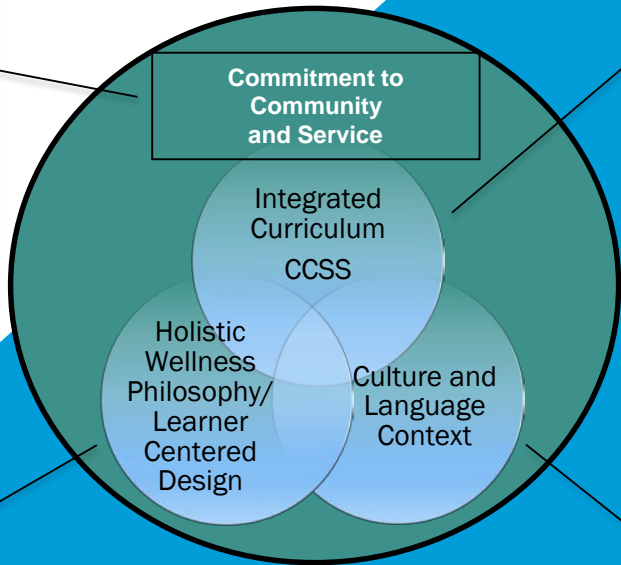 Commitment to
Community
and Service
Integrated
Curriculum
CCSS
Holistic
Wellness
Philosophy/
Learner
Centered
Design
Culture and
Language
Context